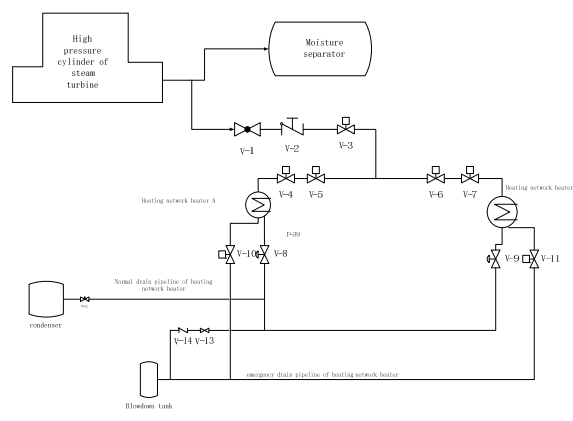 High
pressure
cylinder of
steam
turbine
Moisture
separator
V-1
V-2
V-3
V-4
V-5
V-6
V-7
Heating network heater A
Heating network heater
V-10
V-8
V-9
V-11
Normal drain pipeline of heating
network heater
condenser
V-14
V-13
emergency drain pipeline of heating network heater
Blowdown tank